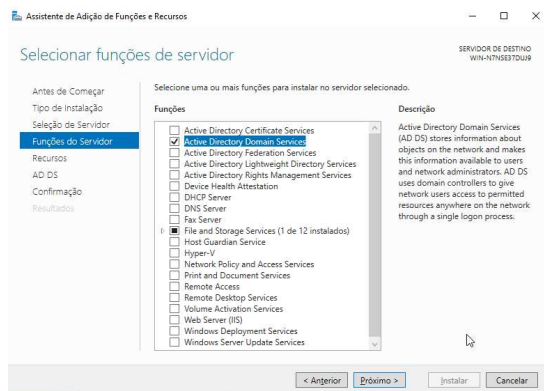 Assistente de Adição de Funções e Recursos
Selecionar funções de servidor
SERVIDOR DE DESTINO
WIN-N7NSE37DUJ9
Antes de Começar
Tipo de Instalação
Seleção de Servidor
Funções do Servidor
Recursos
AD DS
Confirmação
Resultados
Selecione uma ou mais funções para instalar no servidor selecionado.
Funções
Active Directory Certificate Services
Active Directory Domain Services
Active Directory Federation Services
Active Directory Lightweight Directory Services
Active Directory Rights Management Services
Device Health Attestation
DHCP Server
DNS Server
Fax Server
File and Storage Services (1 de 12 instalados)
Host Guardian Service
Hyper-V
Network Policy and Access Services
Print and Document Services
Remote Access
Remote Desktop Services
Volume Activation Services
Web Server (IIS)
Windows Deployment Services
Windows Server Update Services
Descrição
Active Directory Domain Services
(AD DS) stores information about
objects on the network and makes
this information available to users
and network administrators. AD DS
uses domain controllers to give
network users access to permitted
resources anywhere on the network
through a single logon process.
< Anterior
Próximo >
Instalar
Cancelar